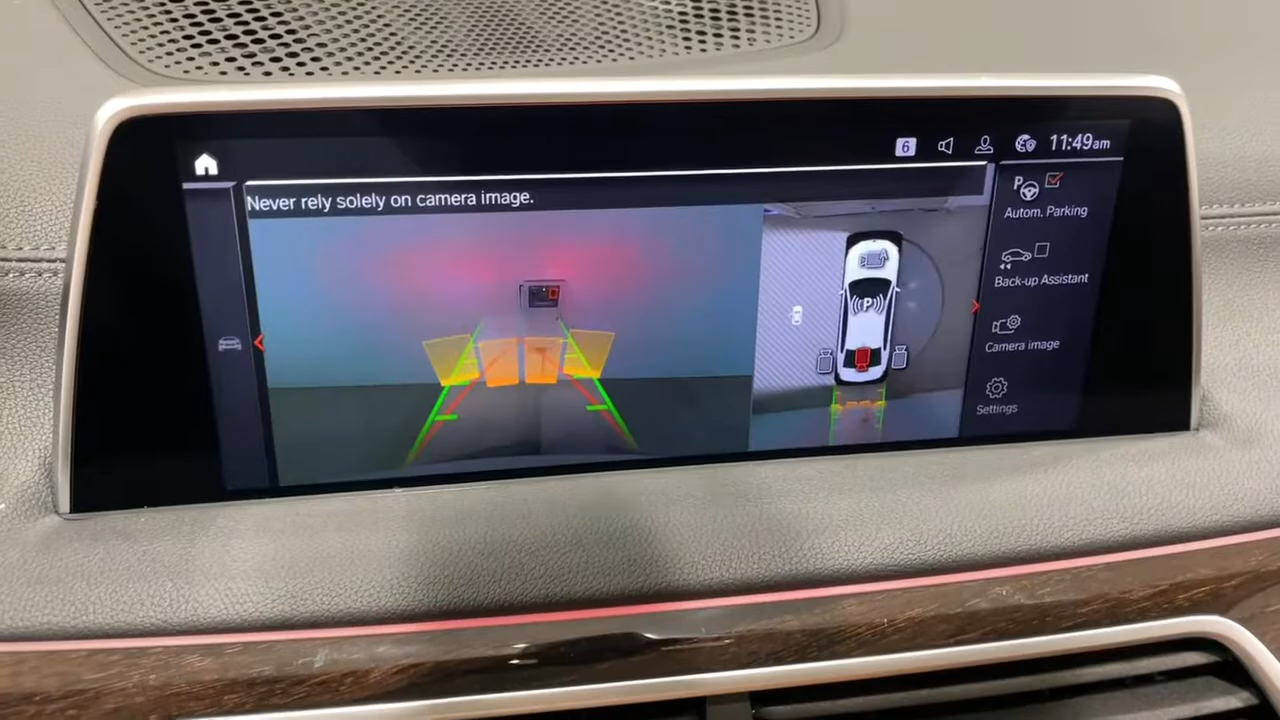 6
11:49am
Never rely solely on camera image.
P
Autom. Parking
P
Back-up Assistant
Camera image
Settings